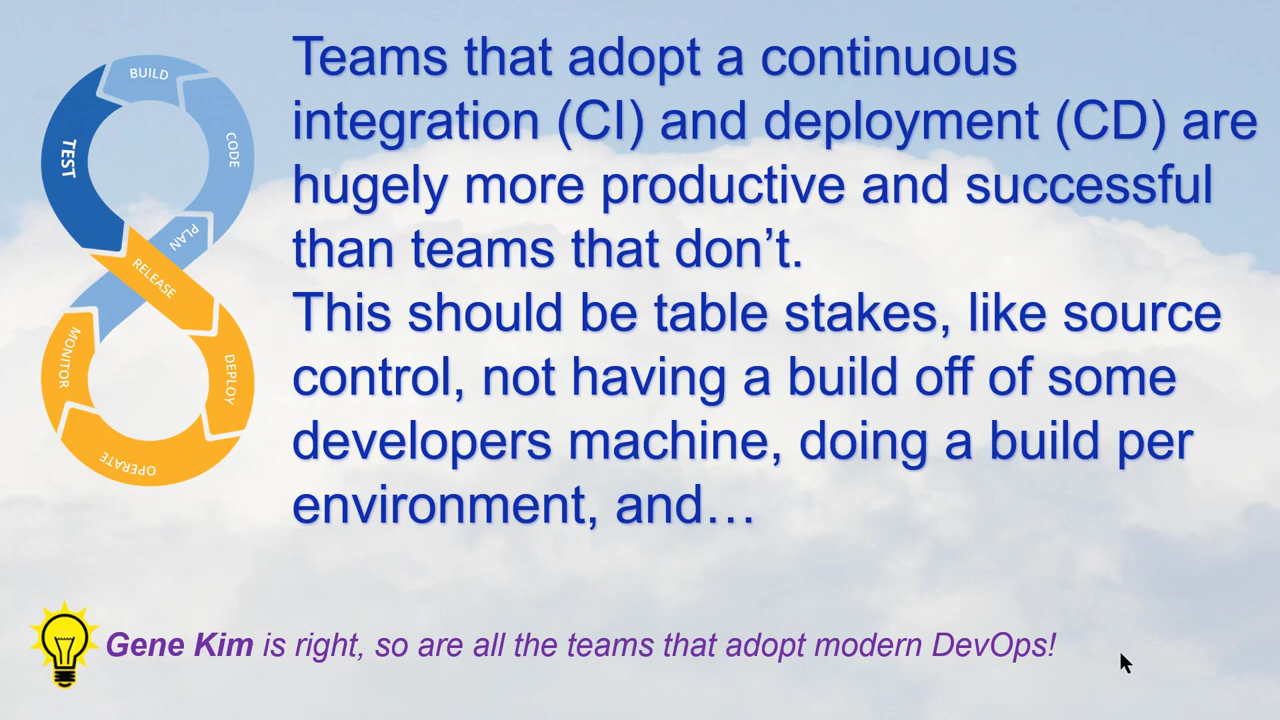 BUILD
CODE
TEST
PLAN
RELEASE
MONITOR
DEPLOY
OPERATE
Teams that adopt a continuous
integration (CI) and deployment (CD) are
hugely more productive and successful
than teams that don’t.
This should be table stakes, like source
control, not having a build off of some
developers machine, doing a build per
environment, and…
Gene Kim is right, so are all the teams that adopt modern DevOps!